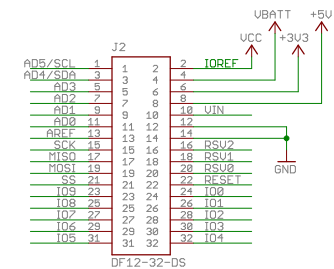 VBATT +5V
VCC +3V3
J2
AD5/SCL 1 1 2 2 IOREF
AD4/SDA 3 3 4 4
AD3 5 5 6 6
AD2 7 7 8 8
AD1 9 9 10 10 VIN
AD0 11 11 12 12
AREF 13 13 14 14
SCK 15 15 16 16 RSV2
MISO 17 17 18 18 RSV1
MOSI 19 19 20 20 RSV0
SS 21 21 22 22 RESET
IO9 23 23 24 24 IO0
IO8 25 25 26 26 IO1
IO7 27 27 28 28 IO2
IO6 29 29 30 30 IO3
IO5 31 31 32 32 IO4
GND
DF12-32-DS